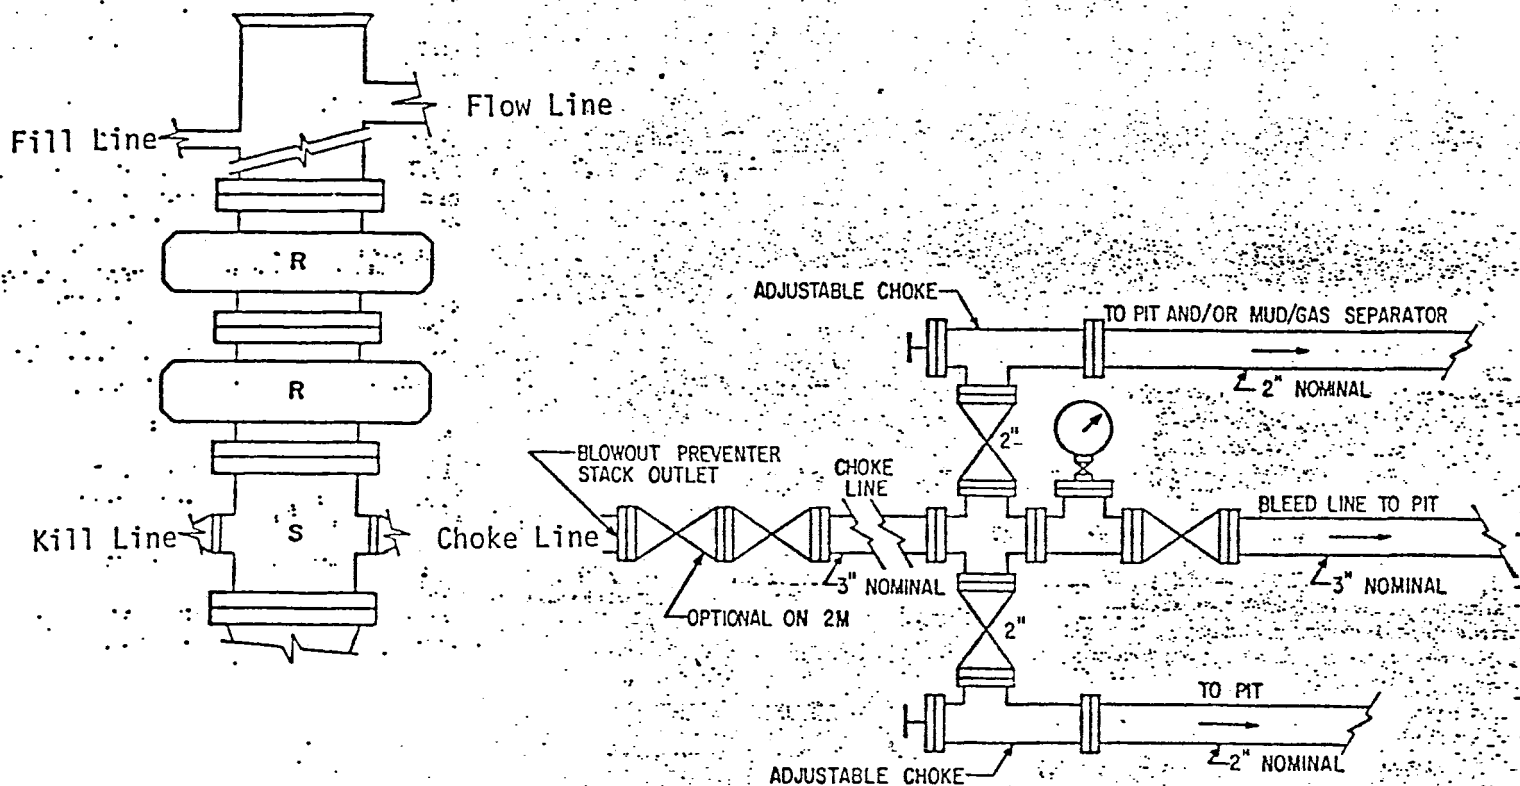 Flow Line
Fill Line
R
R
S
Kill Line
Choke Line
ADJUSTABLE CHOKE
TO PIT AND/OR MUD/GAS SEPARATOR
2" NOMINAL
2"
BLOWOUT PREVENTER
STACK OUTLET
CHOKE
LINE
BLEED LINE TO PIT
3" NOMINAL
3" NOMINAL
OPTIONAL ON 2M
2"
TO PIT
2" NOMINAL
ADJUSTABLE CHOKE